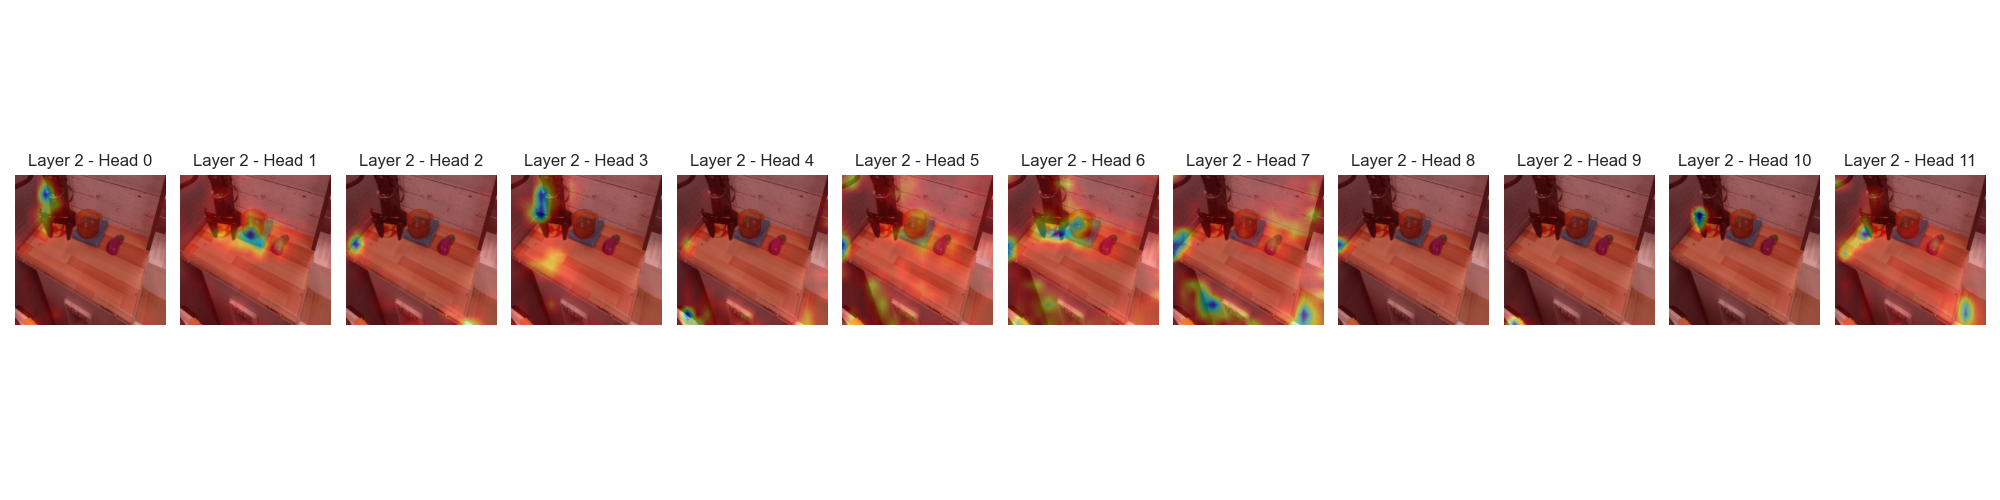 Layer 2 - Head 0
Layer 2 - Head 1
Layer 2 - Head 2
Layer 2 - Head 3
Layer 2 - Head 4
Layer 2 - Head 5
Layer 2 - Head 6
Layer 2 - Head 7
Layer 2 - Head 8
Layer 2 - Head 9
Layer 2 - Head 10
Layer 2 - Head 11